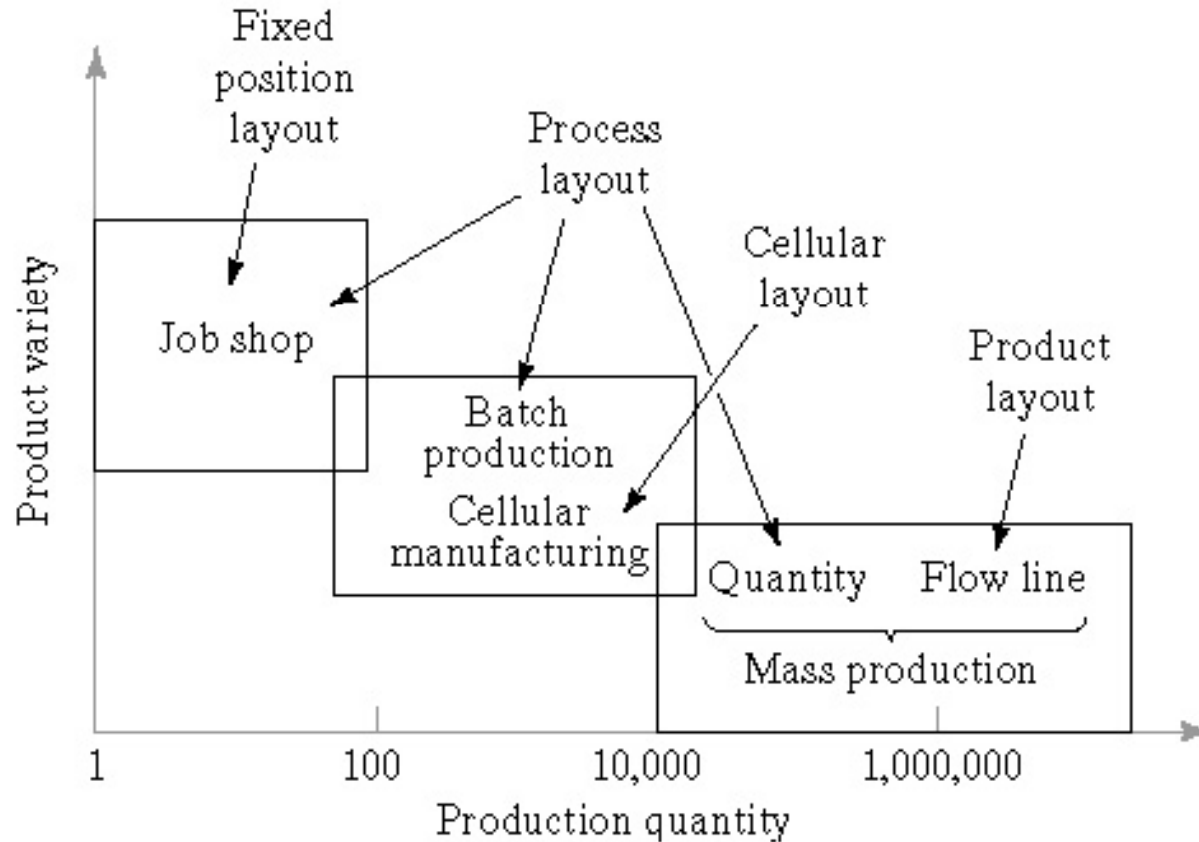 Fixed
position
layout
Process
layout
Cellular
layout
Product
layout
Product variety
Job shop
Batch
production
Cellular
manufacturing
Quantity
Flow line
Mass production
1
100
10,000
1,000,000
Production quantity